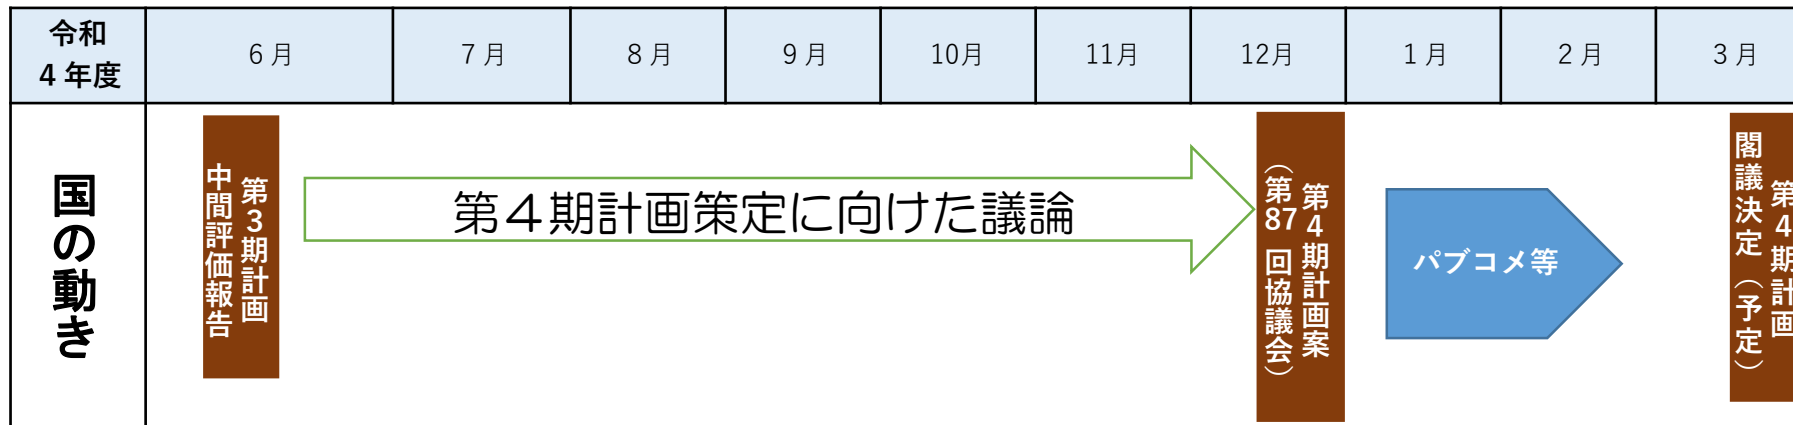 令和
４年度
６月
７月
８月
９月
10月
11月
12月
１月
２月
３月
国の動き
第３期計画
中間評価報告
第４期計画策定に向けた議論
第４期計画案
（第87回協議会）
パブコメ等
第４期計画
閣議決定（予定）